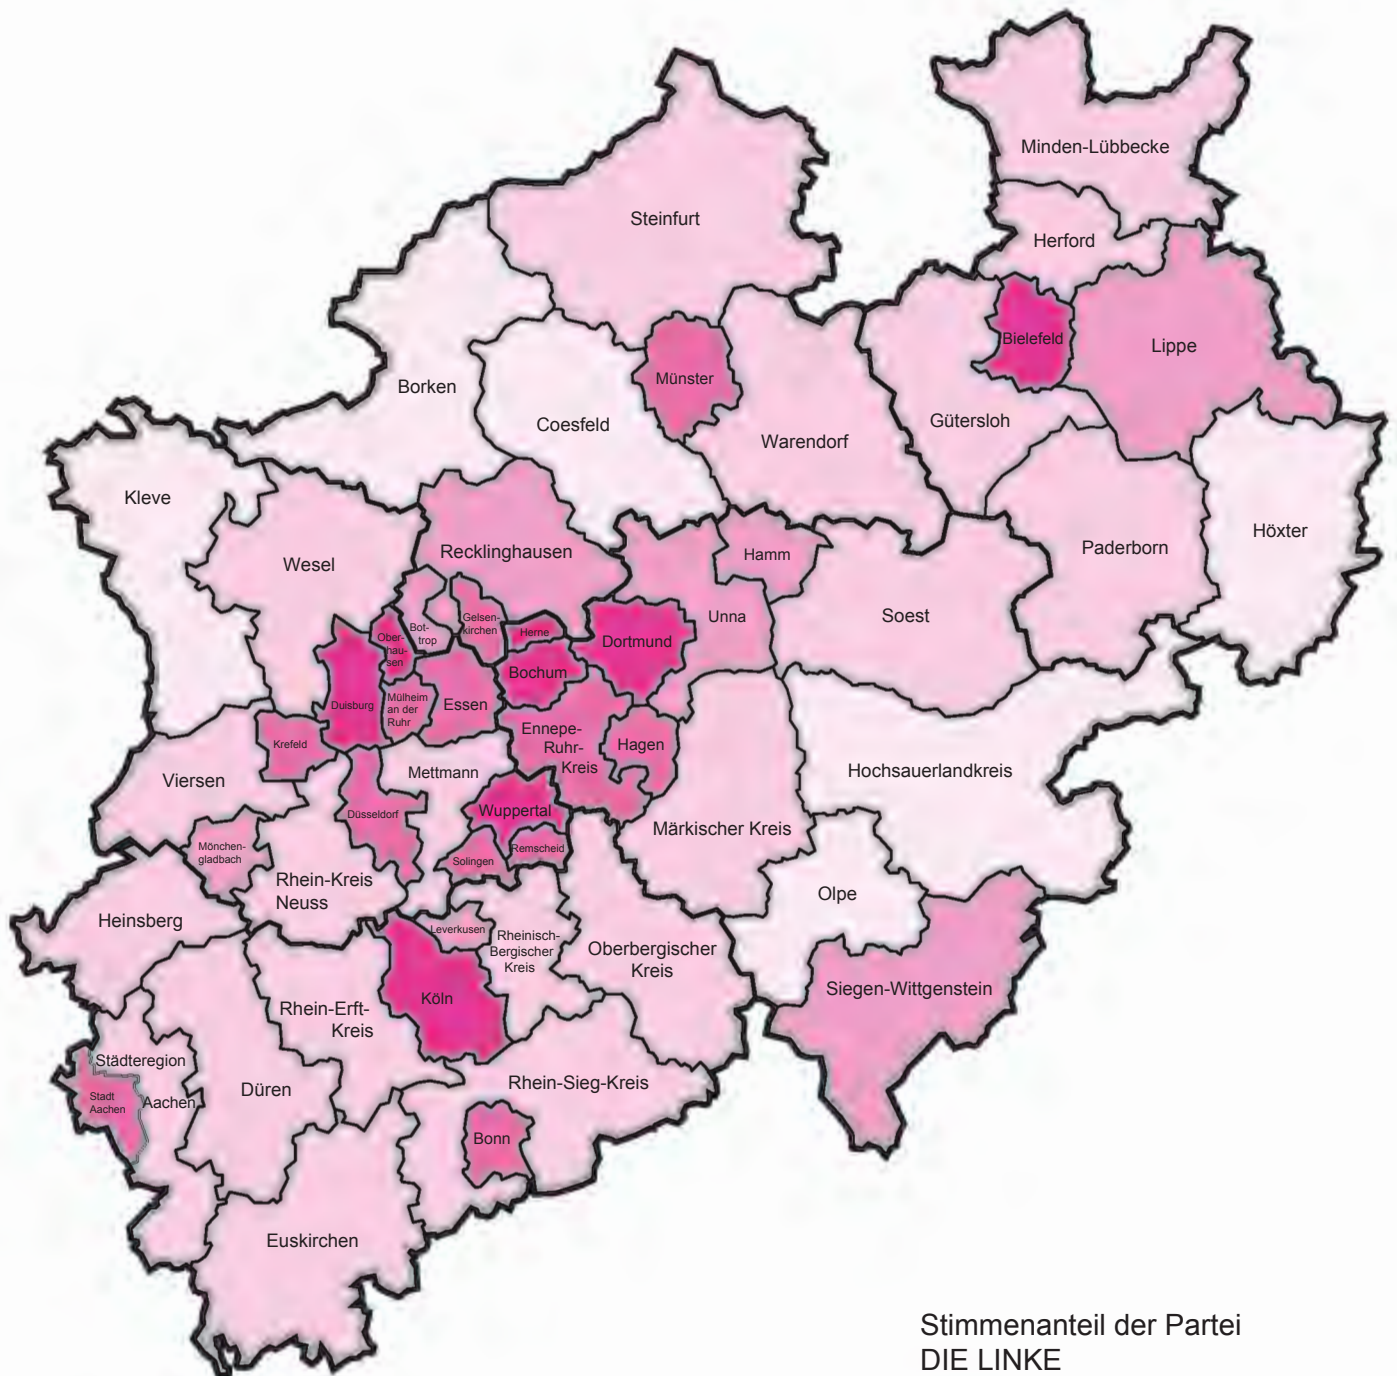 Minden-Lübbecke
Steinfurt
Herford
Bielefeld
Lippe
Münster
Borken
Coesfeld
Gütersloh
Warendorf
Kleve
Höxter
Paderborn
Recklinghausen
Hamm
Wesel
Unna
Soest
Gelsen-
kirchen
Bot-
trop
Herne
Ober-
hau-
sen
Dortmund
Bochum
Duisburg
Mülheim
an der
Ruhr
Essen
Krefeld
Ennepe-
Ruhr-
Kreis
Hagen
Mettmann
Hochsauerlandkreis
Viersen
Düsseldorf
Wuppertal
Märkischer Kreis
Mönchen-
gladbach
Solingen
Remscheid
Rhein-Kreis
Neuss
Olpe
Heinsberg
Leverkusen
Rheinisch-
Bergischer
Kreis
Oberbergischer
Kreis
Siegen-Wittgenstein
Köln
Rhein-Erft-
Kreis
Städteregion
Aachen
Stadt
Aachen
Düren
Rhein-Sieg-Kreis
Bonn
Euskirchen
Stimmenanteil der Partei
DIE LINKE